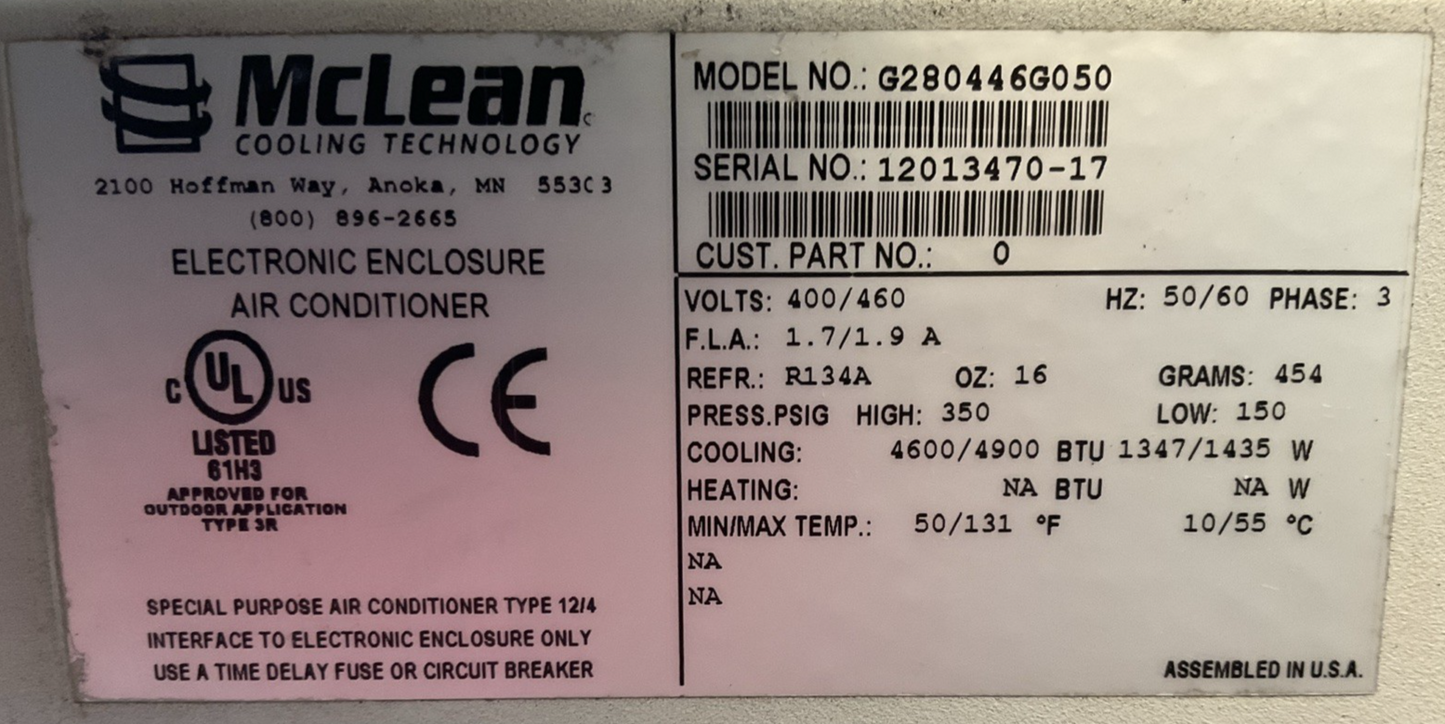 McLean
COOLING TECHNOLOGY
2100 Hoffman Way, Anoka, MN
(800) 896-2665
ELECTRONIC ENCLOSURE
AIR CONDITIONER
C UL US
LISTED
61H3
APPROVED FOR
OUTDOOR APPLICATION
TYPE 3R
CE
SPECIAL PURPOSE AIR CONDITIONER TYPE 12/4
INTERFACE TO ELECTRONIC ENCLOSURE ONLY
USE A TIME DELAY FUSE OR CIRCUIT BREAKER
MODEL NO.: G280446G050
SERIAL NO.: 12013470-17
CUST. PART NO.: 0
VOLTS: 400/460 HZ: 50/60 PHASE: 3
F.L.A.: 1.7/1.9 A
REFR.: R134A OZ: 16 GRAMS: 454
PRESS.PSIG HIGH: 350 LOW: 150
COOLING: 4600/4900 BTU 1347/1435 W
HEATING: NA BTU NA W
MIN/MAX TEMP.: 50/131 °F 10/55 °C
NA
NA
ASSEMBLED IN U.S.A.